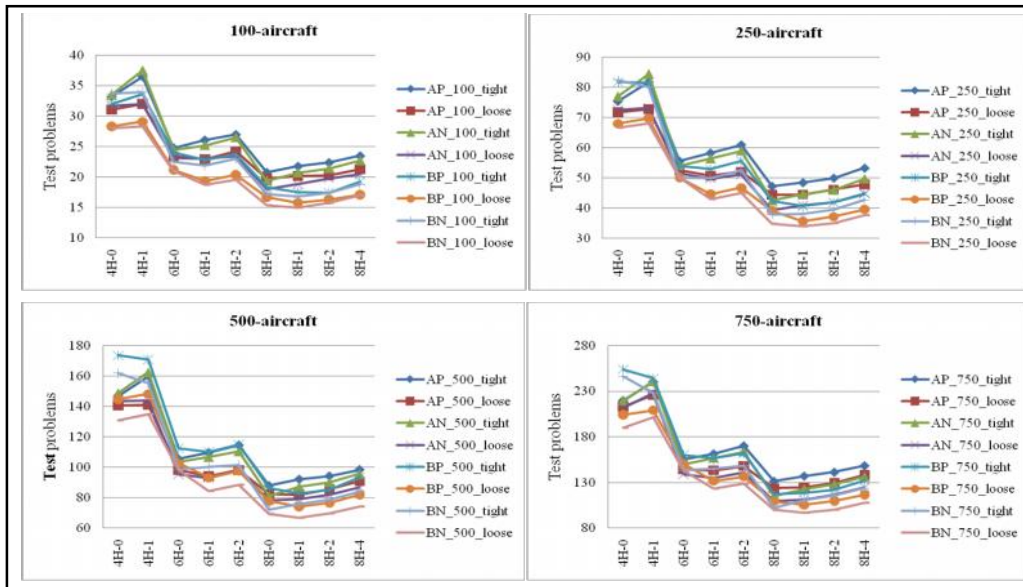 100-aircraft
Test problems
40
35
30
25
20
15
10
4H-0
4H-1
6H-0
6H-1
6H-2
8H-0
8H-1
8H-2
8H-4
AP_100_tight
AP_100_loose
AN_100_tight
AN_100_loose
BP_100_tight
BP_100_loose
BN_100_tight
BN_100_loose
250-aircraft
Test problems
90
80
70
60
50
40
30
4H-0
4H-1
6H-0
6H-1
6H-2
8H-0
8H-1
8H-2
8H-4
AP_250_tight
AP_250_loose
AN_250_tight
AN_250_loose
BP_250_tight
BP_250_loose
BN_250_tight
BN_250_loose
500-aircraft
Test problems
180
160
140
120
100
80
60
4H-0
4H-1
6H-0
6H-1
6H-2
8H-0
8H-1
8H-2
8H-4
AP_500_tight
AP_500_loose
AN_500_tight
AN_500_loose
BP_500_tight
BP_500_loose
BN_500_tight
BN_500_loose
750-aircraft
Test problems
280
230
180
130
80
4H-0
4H-1
6H-0
6H-1
6H-2
8H-0
8H-1
8H-2
8H-4
AP_750_tight
AP_750_loose
AN_750_tight
AN_750_loose
BP_750_tight
BP_750_loose
BN_750_tight
BN_750_loose